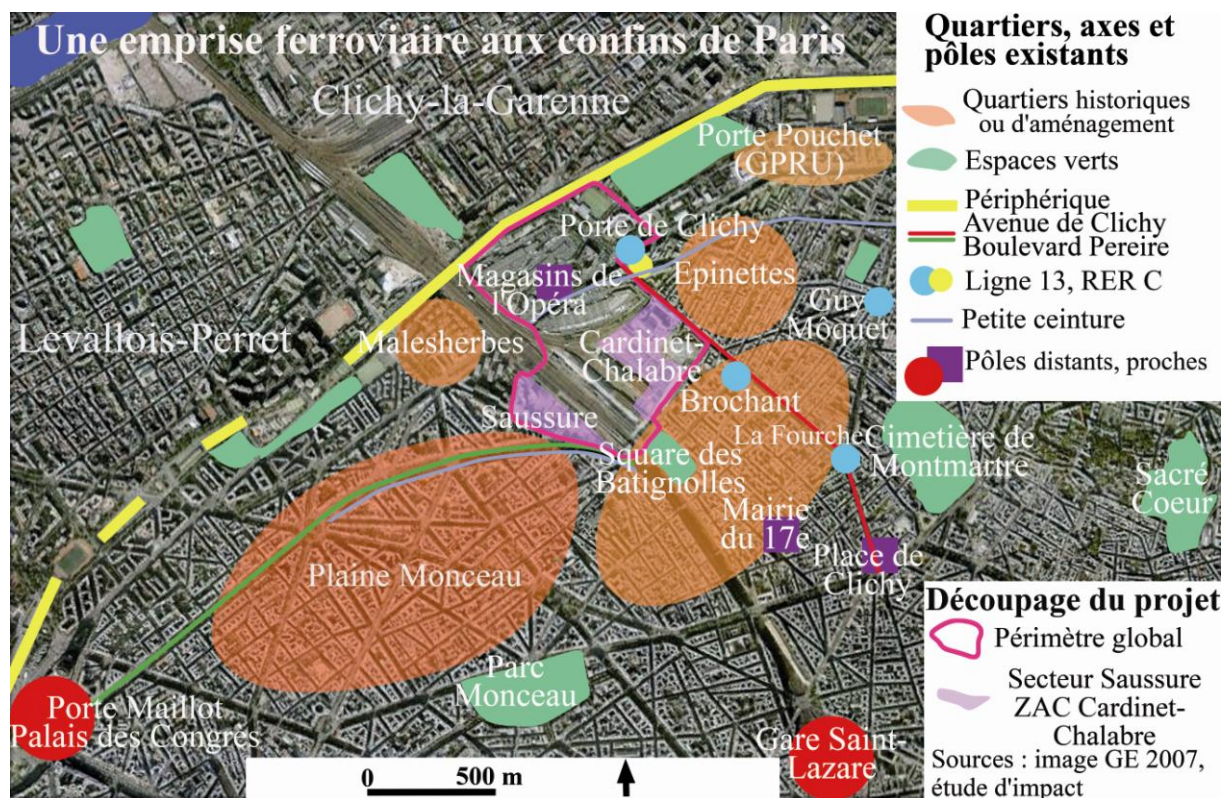 Une emprise ferroviaire aux confins de Paris
Clichy-la-Garenne
Porte Pouchet
(GPRU)
Porte de Clichy
Magasins de
l'Opéra
Epinettes
Guy
Môquet
Levallois-Perret
Malesherbes
Cardinet-
Chalabre
Saussure
Brochant
La Fourche
Cimetière de
Montmartre
Square des
Batignolles
Sacré
Coeur
Mairie
du 17e
Place de
Clichy
Plaine Monceau
Parc
Monceau
Porte Maillot
Palais des Congrès
Gare Saint-
Lazare
0 500 m
Quartiers, axes et
pôles existants
Quartiers historiques
ou d'aménagement
Espaces verts
Périphérique
Avenue de Clichy
Boulevard Pereire
Ligne 13, RER C
Petite ceinture
Pôles distants, proches
Découpage du projet
Périmètre global
Secteur Saussure
ZAC Cardinet-
Chalabre
Sources : image GE 2007,
étude d'impact